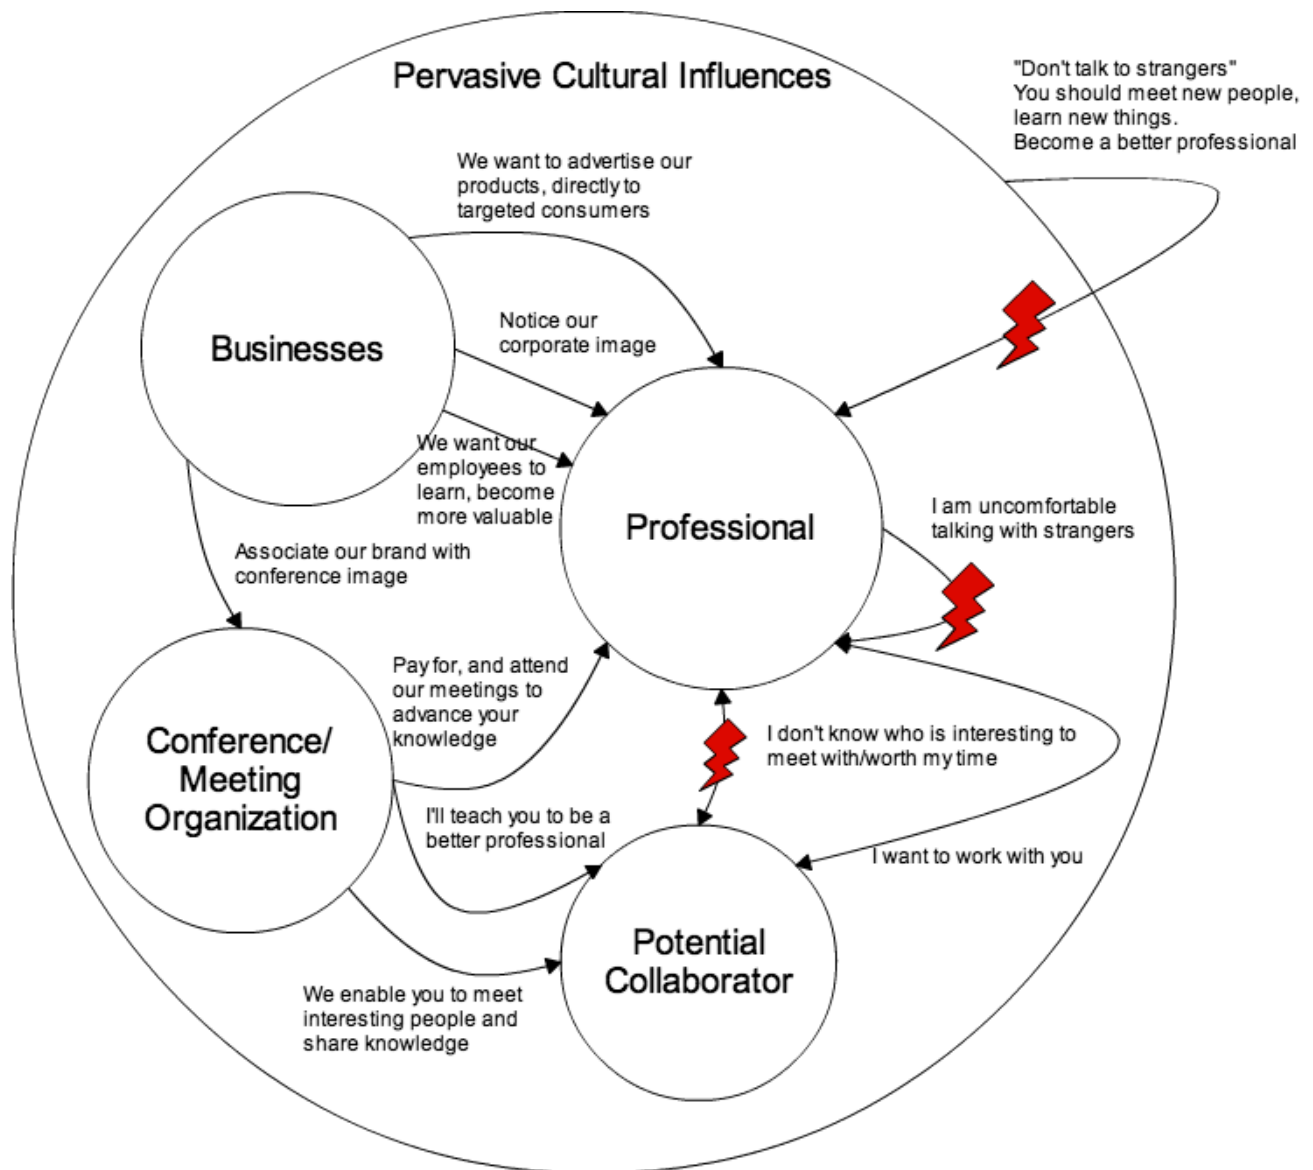 Pervasive Cultural Influences
"Don't talk to strangers"
You should meet new people,
learn new things.
Become a better professional
We want to advertise our
products, directly to
targeted consumers
Businesses
Notice our
corporate image
We want our
employees to
learn, become
more valuable
Professional
I am uncomfortable
talking with strangers
Associate our brand with
conference image
Pay for, and attend
our meetings to
advance your
knowledge
Conference/
Meeting
Organization
I don't know who is interesting to
meet with/worth my time
I'll teach you to be a
better professional
I want to work with you
Potential
Collaborator
We enable you to meet
interesting people and
share knowledge